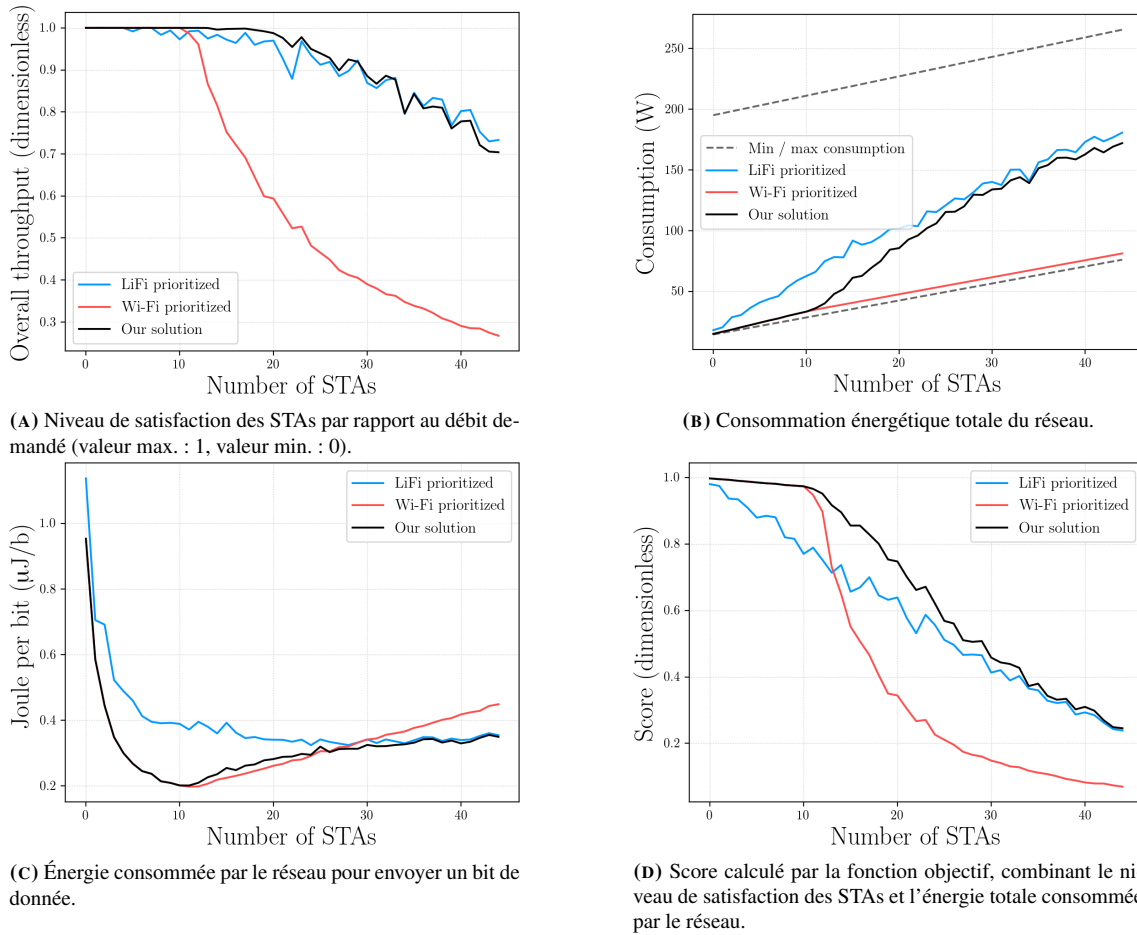 1.0
0.9
0.8
0.7
0.6
0.5
0.4
0.3
Overall throughput (dimensionless)
LiFi prioritized
Wi-Fi prioritized
Our solution
0 10 20 30 40
Number of STAs
(A) Niveau de satisfaction des STAs par rapport au débit de-
mandé (valeur max. : 1, valeur min. : 0).
250
200
150
100
50
Consumption (W)
Min / max consumption
LiFi prioritized
Wi-Fi prioritized
Our solution
0 10 20 30 40
Number of STAs
(B) Consommation énergétique totale du réseau.
1.0
0.8
0.6
0.4
0.2
Joule per bit (µJ/b)
LiFi prioritized
Wi-Fi prioritized
Our solution
0 10 20 30 40
Number of STAs
(C) Énergie consommée par le réseau pour envoyer un bit de
donnée.
1.0
0.8
0.6
0.4
0.2
Score (dimensionless)
LiFi prioritized
Wi-Fi prioritized
Our solution
0 10 20 30 40
Number of STAs
(D) Score calculé par la fonction objectif, combinant le ni-
veau de satisfaction des STAs et l'énergie totale consommée
par le réseau.